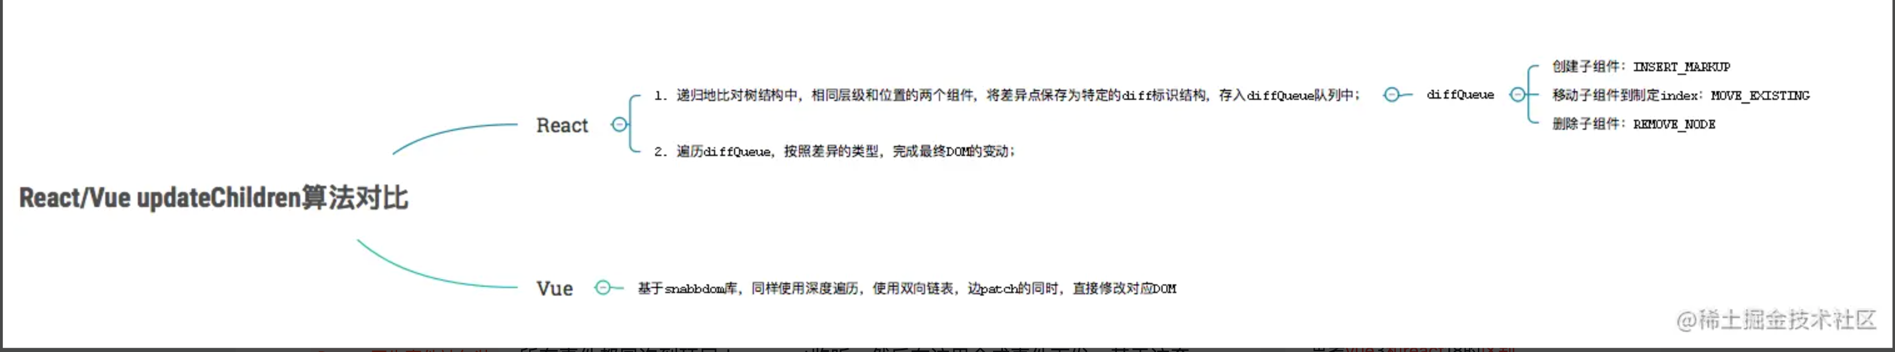 React/Vue updateChildren算法对比
React
1. 递归地比对树结构中，相同层级和位置的两个组件，将差异点保存为特定的diff标识结构，存入diffQueue队列中；
diffQueue
创建子组件：INSERT_MARKUP
移动子组件到制定index：MOVE_EXISTING
删除子组件：REMOVE_NODE
2. 遍历diffQueue，按照差异的类型，完成最终DOM的变动；
Vue
基于snabbdom库，同样使用深度遍历，使用双向链表，边patch的同时，直接修改对应DOM
@稀土掘金技术社区